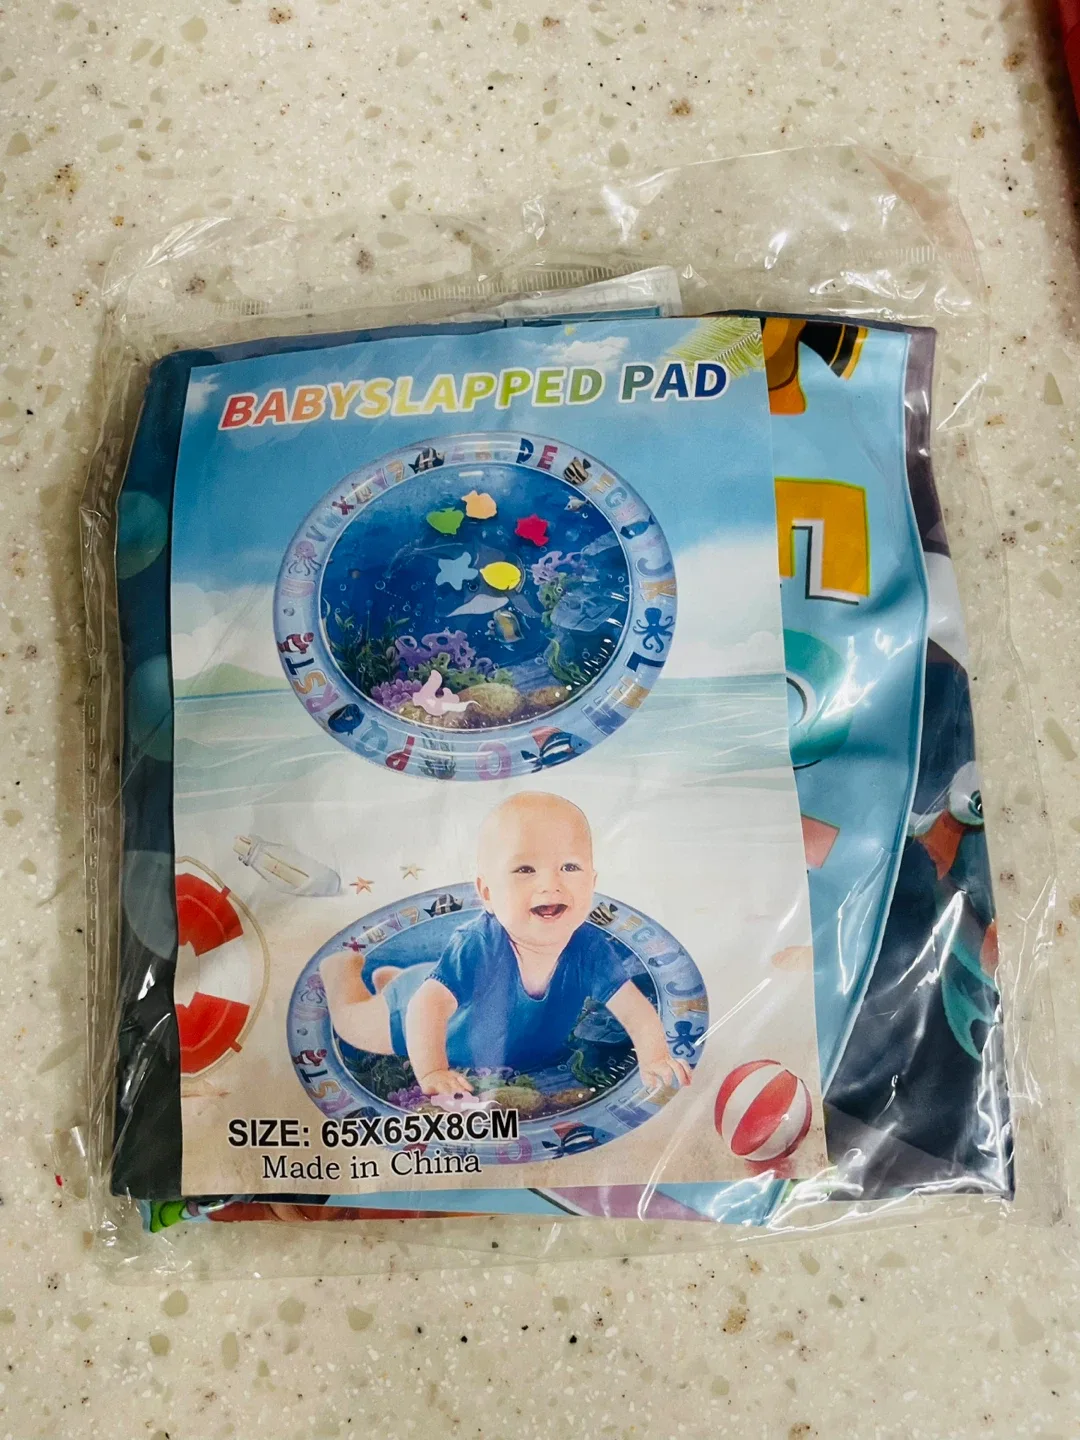 BABYSLAPPED PAD
SIZE: 65X65X8CM
Made in China